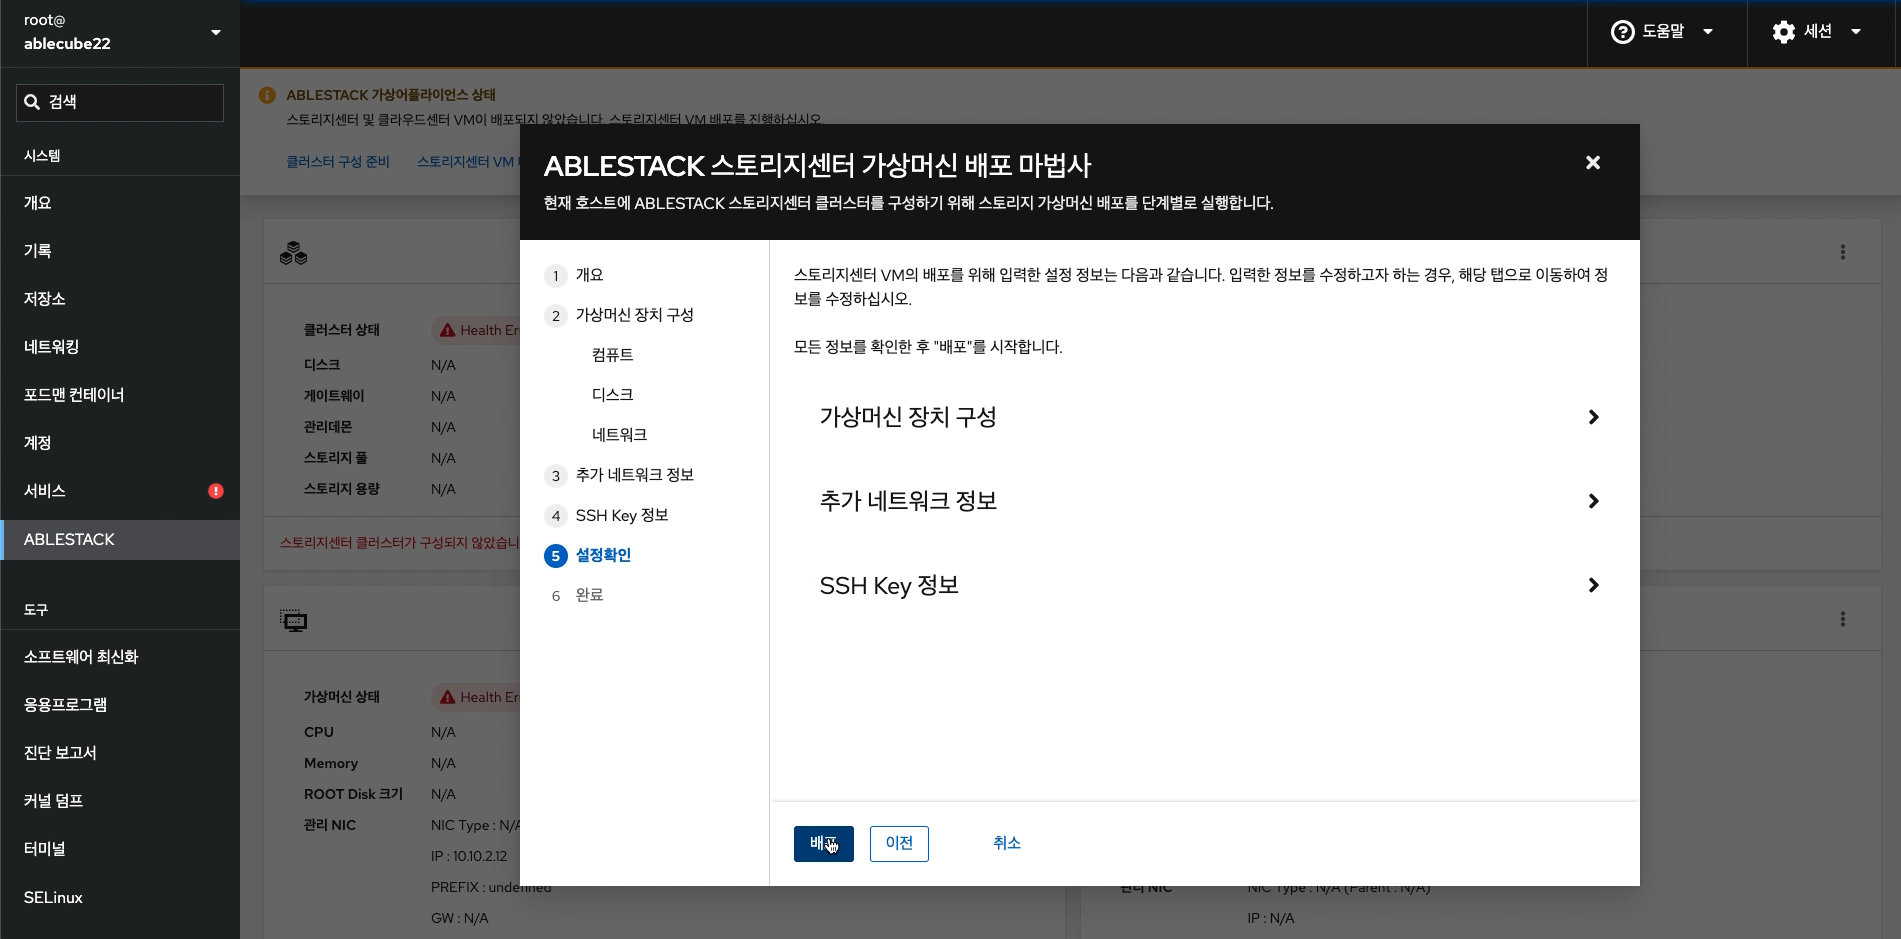 root@
ablecube22
도움말
세션
검색
시스템
개요
기록
저장소
네트워킹
포드맨 컨테이너
계정
서비스
ABLESTACK
도구
소프트웨어 최신화
응용프로그램
진단 보고서
커널 덤프
터미널
SELinux
ABLESTACK 가상어플라이언스 상태
스토리지센터 및 클라우드센터 VM이 배포되지 않았습니다. 스토리지센터 VM 배포를 진행하십시오.
클러스터 구성 준비
스토리지센터 VM
클러스터 상태
Health Er
디스크
N/A
게이트웨이
N/A
관리데몬
N/A
스토리지 풀
N/A
스토리지 용량
N/A
스토리지센터 클러스터가 구성되지 않았습니
가상머신 상태
Health Er
CPU
N/A
Memory
N/A
ROOT Disk 크기
N/A
관리 NIC
NIC Type : N/A
IP : 10.10.2.12
PREFIX : undefined
GW : N/A
관리 NIC
NIC Type : N/A (Parent : N/A)
IP : N/A
ABLESTACK 스토리지센터 가상머신 배포 마법사
현재 호스트에 ABLESTACK 스토리지센터 클러스터를 구성하기 위해 스토리지 가상머신 배포를 단계별로 실행합니다.
1 개요
2 가상머신 장치 구성
컴퓨트
디스크
네트워크
3 추가 네트워크 정보
4 SSH Key 정보
5 설정확인
6 완료
스토리지센터 VM의 배포를 위해 입력한 설정 정보는 다음과 같습니다. 입력한 정보를 수정하고자 하는 경우, 해당 탭으로 이동하여 정
보를 수정하십시오.
모든 정보를 확인한 후 "배포"를 시작합니다.
가상머신 장치 구성
추가 네트워크 정보
SSH Key 정보
배포
이전
취소